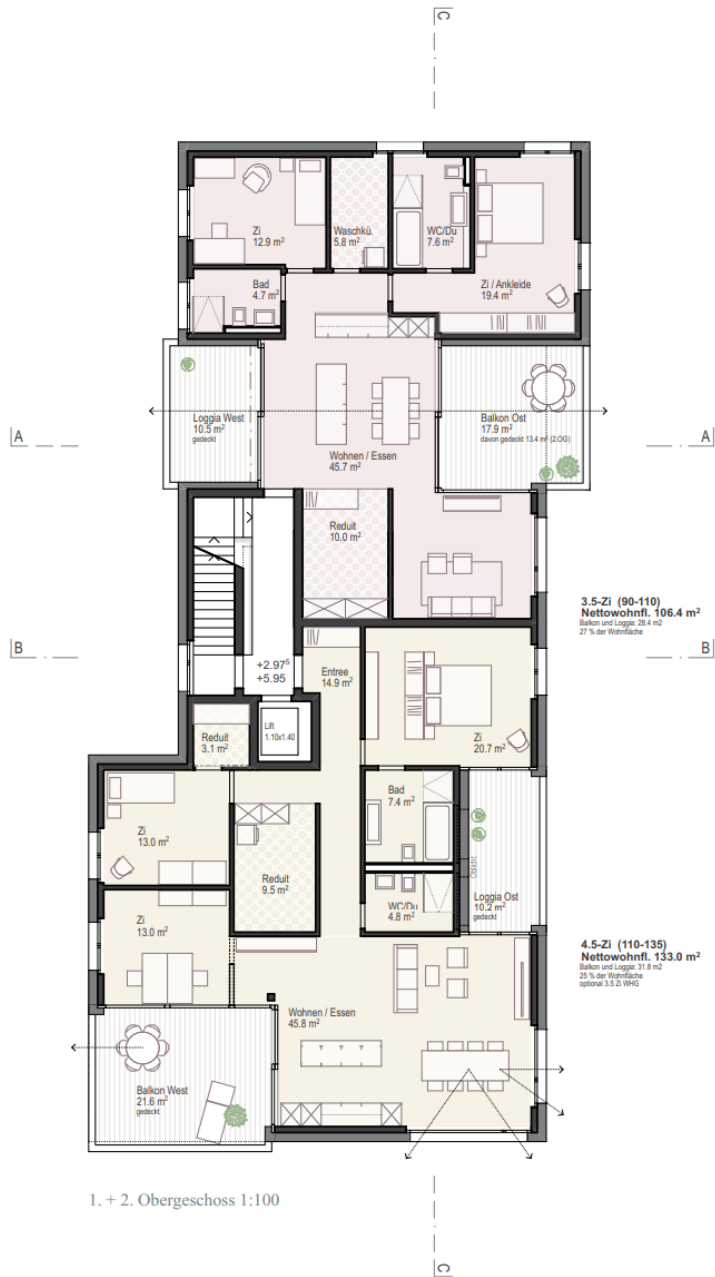 C
Zi
12.9 m²
Waschkü.
5.8 m²
WC/Du
7.6 m²
Zi / Ankleide
19.4 m²
Bad
4.7 m²
Loggia West
10.5 m²
gedeckt
Balkon Ost
17.9 m²
davon gedeckt 13.4 m² (2.OG)
A
A
Wohnen / Essen
45.7 m²
Reduit
10.0 m²
3.5-Zi (90-110)
Nettowohnfl. 106.4 m²
Balkon und Loggia: 28.4 m2
27 % der Wohnfläche
B
B
+2.97⁵
+5.95
Entree
14.9 m²
Lift
1.10x1.40
Reduit
3.1 m²
Zi
20.7 m²
Bad
7.4 m²
Zi
13.0 m²
Reduit
9.5 m²
Oblicht
Loggia Ost
10.2 m²
gedeckt
WC/Du
4.8 m²
Zi
13.0 m²
4.5-Zi (110-135)
Nettowohnfl. 133.0 m²
Balkon und Loggia: 31.8 m2
25 % der Wohnfläche
optional 3.5 Zi WHG
Wohnen / Essen
45.8 m²
Balkon West
21.6 m²
gedeckt
1. + 2. Obergeschoss 1:100
C